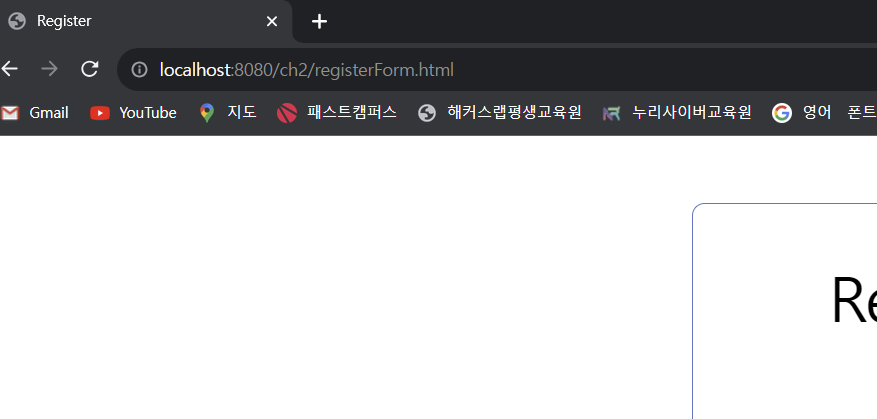 Register
localhost:8080/ch2/registerForm.html
Gmail YouTube 지도 패스트캠퍼스 해커스랩평생교육원 누리사이버교육원 영어 폰트
Re